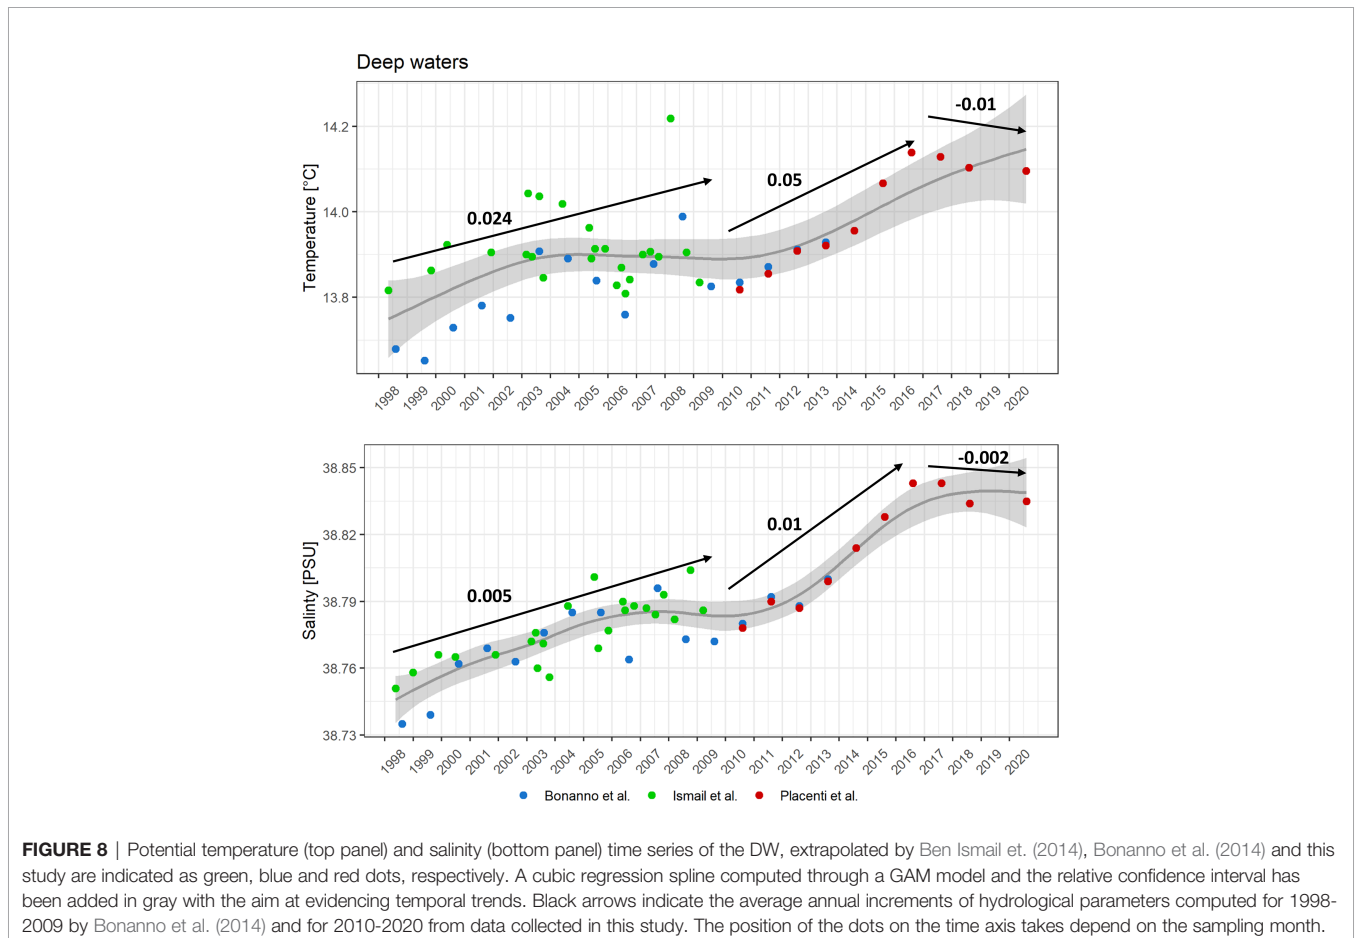 Deep waters
Temperature [°C]
14.2
14.0
13.8
0.024
0.05
-0.01
1998 1999 2000 2001 2002 2003 2004 2005 2006 2007 2008 2009 2010 2011 2012 2013 2014 2015 2016 2017 2018 2019 2020
Salinity [PSU]
38.85
38.82
38.79
38.76
38.73
0.005
0.01
-0.002
1998 1999 2000 2001 2002 2003 2004 2005 2006 2007 2008 2009 2010 2011 2012 2013 2014 2015 2016 2017 2018 2019 2020
Bonanno et al. Ismail et al. Placenti et al.
FIGURE 8 | Potential temperature (top panel) and salinity (bottom panel) time series of the DW, extrapolated by Ben Ismail et. (2014), Bonanno et al. (2014) and this
study are indicated as green, blue and red dots, respectively. A cubic regression spline computed through a GAM model and the relative confidence interval has
been added in gray with the aim at evidencing temporal trends. Black arrows indicate the average annual increments of hydrological parameters computed for 1998-
2009 by Bonanno et al. (2014) and for 2010-2020 from data collected in this study. The position of the dots on the time axis takes depend on the sampling month.